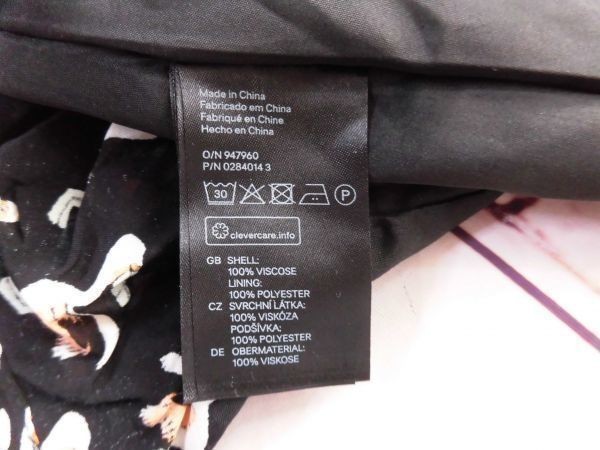 Made in China
Fabricado em China
Fabriqué en Chine
Hecho en China
O/N 947960
P/N 0284014 3
30 P
clevercare.info
GB SHELL:
100% VISCOSE
LINING:
100% POLYESTER
CZ SVRCHNÍ LÁTKA:
100% VISKÓZA
PODŠÍVKA:
100% POLYESTER
DE OBERMATERIAL:
100% VISKOSE